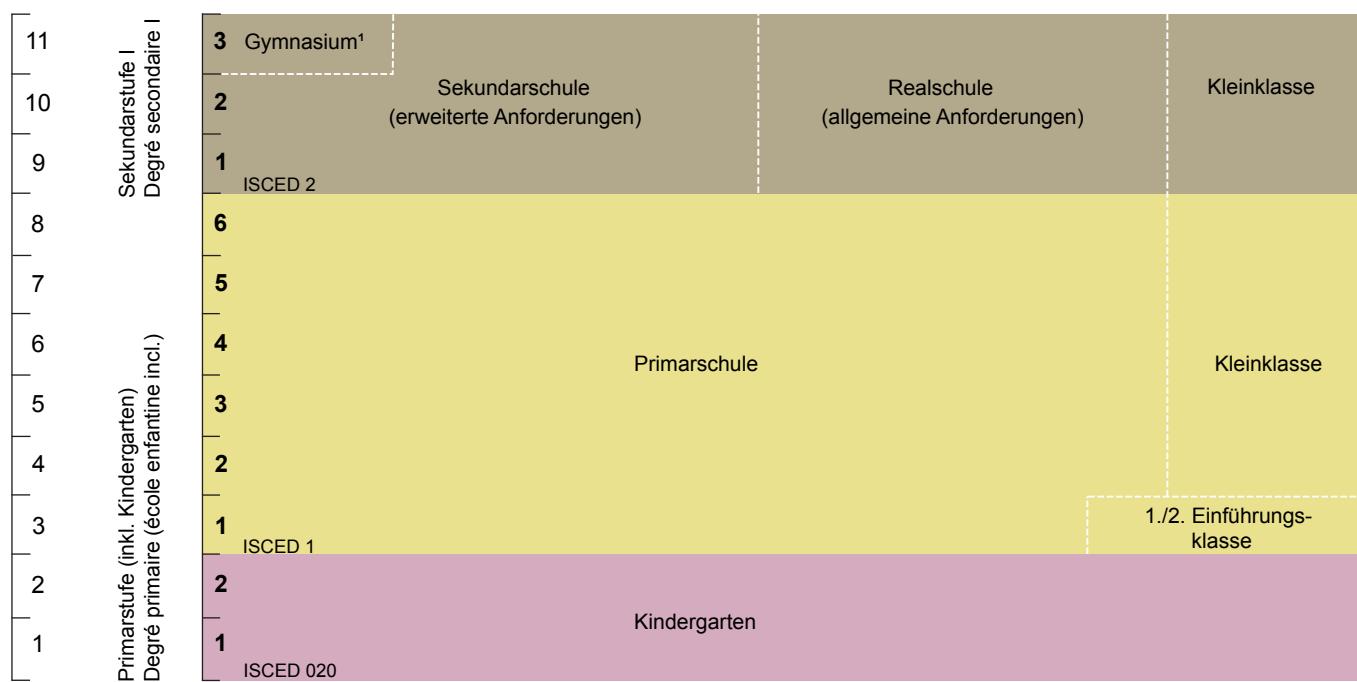 11
10
9
8
7
6
5
4
3
2
1
Sekundarstufe I
Degré secondaire I
Primarstufe (inkl. Kindergarten)
Degré primaire (école enfantine incl.)
3 Gymnasium¹
2
1
ISCED 2
Sekundarschule
(erweiterte Anforderungen)
Realschule
(allgemeine Anforderungen)
Kleinklasse
6
5
4
3
2
1
ISCED 1
Primarschule
Kleinklasse
1./2. Einführungs-
klasse
2
1
ISCED 020
Kindergarten